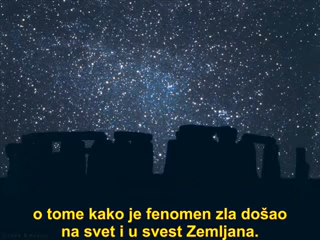 o tome kako je fenomen zla došao
na svet i u svest Zemljana.